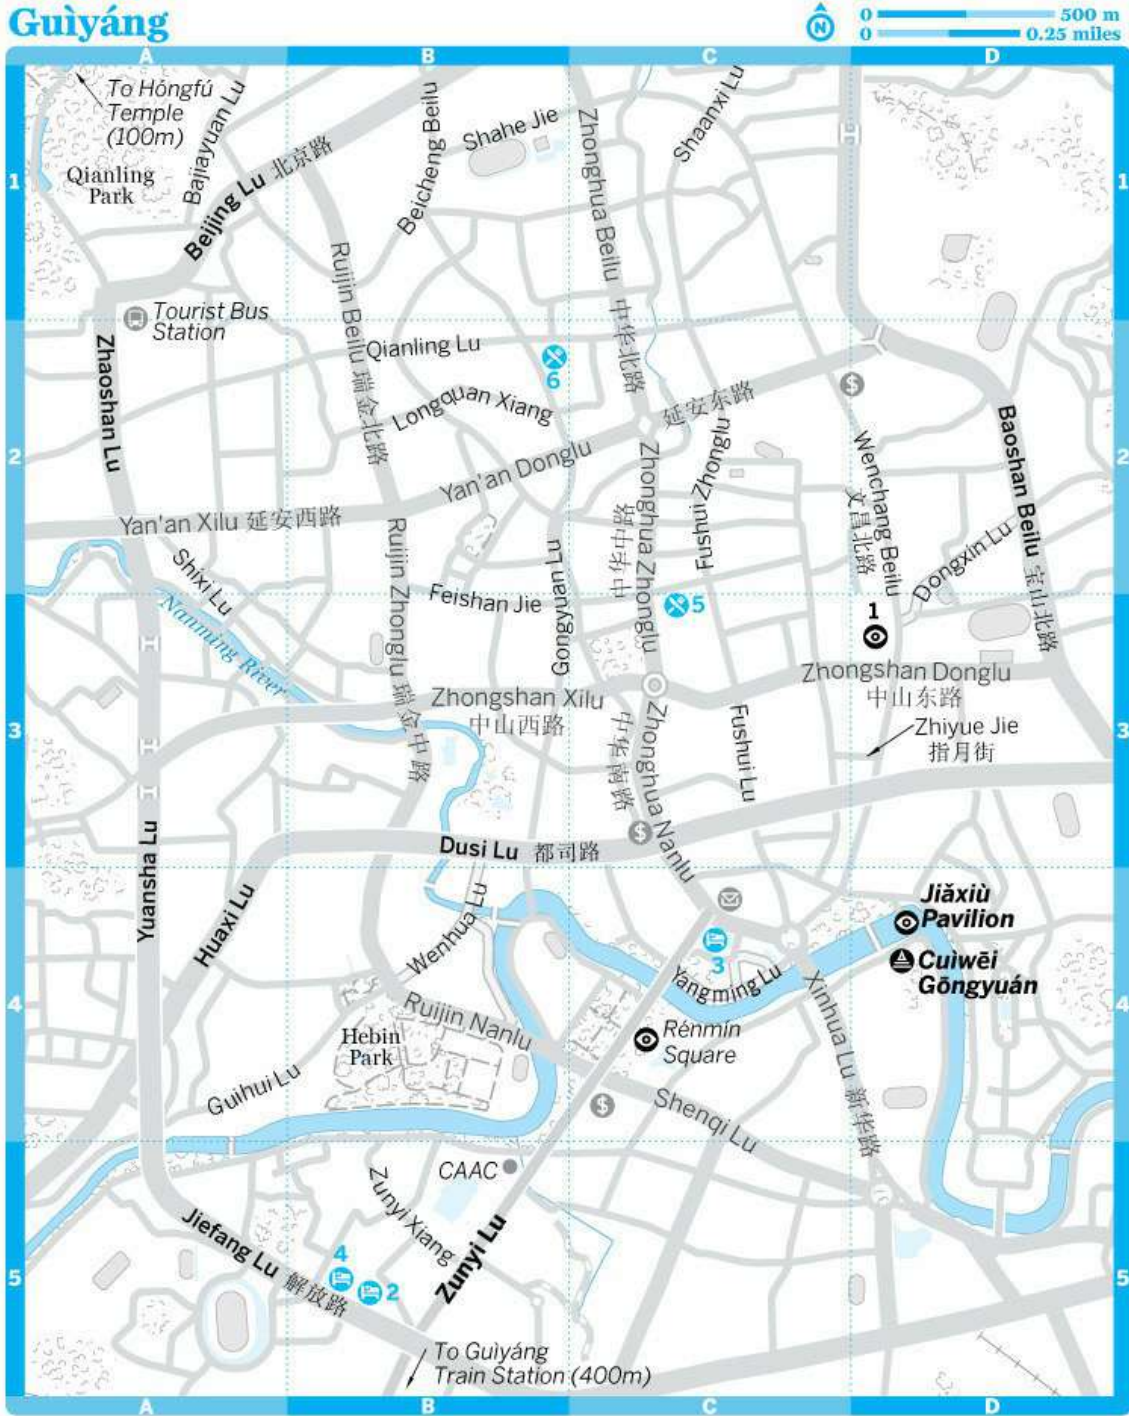 Guìyáng
N
0 500 m
0 0.25 miles
A B C D
To Hóngfú
Temple
(100m)
Bajiayuan Lu
Beicheng Beilu
Shahe Jie
Zhonghua Beilu 中华北路
Shaanxi Lu
1 1
Qianling
Park
Beijing Lu 北京路
Ruijin Beilu 瑞金北路
Tourist Bus
Station
Zhaoshan Lu
Qianling Lu
6
$
Longquan Xiang
延安东路
2 2
Yan'an Donglu
Zhonghua Zhonglu
中华中路
Fushui Zhonglu
Wenchang Beilu
文昌北路
Baoshan Beilu 宝山北路
Yan'an Xilu 延安西路
Dongxin Lu
Shixi Lu
Ruijin Zhonglu 瑞金中路
Feishan Jie
Gongyuan Lu
5
1
Nanming River
Zhongshan Xilu
中山西路
Zhongshan Donglu
中山东路
Zhonghua Nanlu
中华南路
Fushui Lu
Zhiyue Jie
指月街
3 3
$
Dusi Lu 都司路
Yuansha Lu
Huaxi Lu
Wenhua Lu
Jiǎxiù
Pavilion
3
Cuìwēi
Gōngyuán
Yangming Lu
Xinhua Lu 新华路
4 4
Ruijin Nanlu
Hebin
Park
Rénmín
Square
Guihui Lu
$
Shenqi Lu
CAAC
Zunyi Xiang
Zunyi Lu
Jiefang Lu 解放路
4
2
5 5
To Guìyáng
Train Station (400m)
A B C D